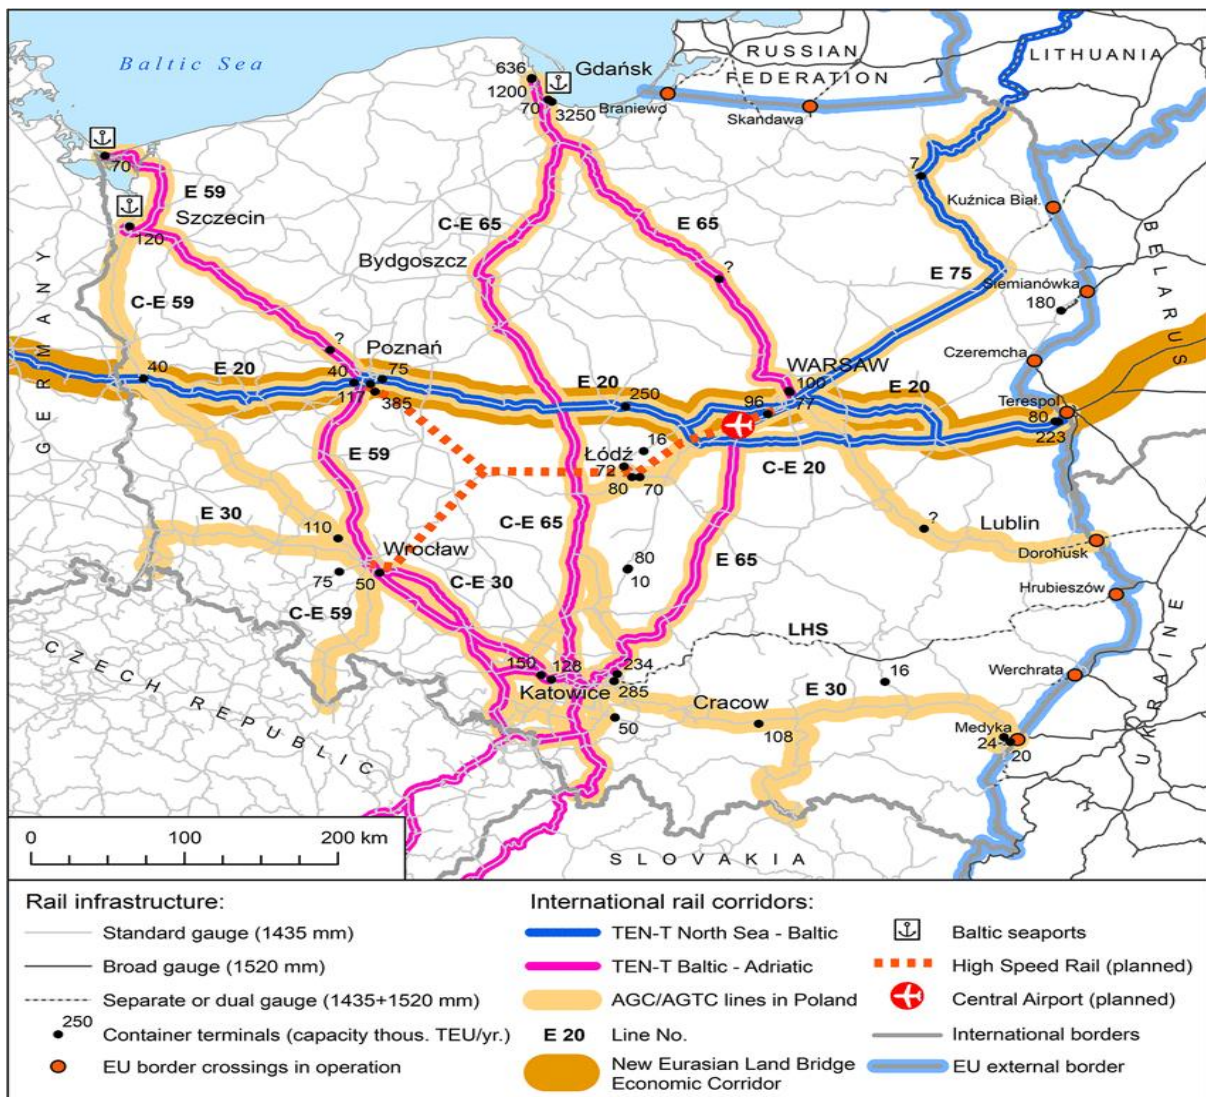 Baltic Sea
RUSSIAN
FEDERATION
LITHUANIA
636
Gdańsk
1200
70
3250
Braniewo
Skandawa
70
7
E 59
Szczecin
Kuźnica Biał.
120
C-E 65
E 65
BELARUS
Bydgoszcz
?
E 75
Siemianówka
180
GERMANY
C-E 59
?
Poznań
WARSAW
Czeremcha
40
E 20
40
75
E 20
250
100
E 20
117
385
96
77
Terespol
80
223
16
Łódź
72
C-E 20
E 59
80
70
E 30
110
C-E 65
?
Lublin
Wrocław
80
Dorohusk
75
50
C-E 30
10
E 65
Hrubieszów
C-E 59
LHS
UKRAINE
150
128
234
16
Werchrata
Katowice
285
Cracow
E 30
CZECH REPUBLIC
50
108
Medyka
24
20
0
100
200 km
SLOVAKIA
Rail infrastructure:
Standard gauge (1435 mm)
Broad gauge (1520 mm)
Separate or dual gauge (1435+1520 mm)
250
Container terminals (capacity thous. TEU/yr.)
EU border crossings in operation
International rail corridors:
TEN-T North Sea - Baltic
TEN-T Baltic - Adriatic
AGC/AGTC lines in Poland
E 20
Line No.
New Eurasian Land Bridge
Economic Corridor
Baltic seaports
High Speed Rail (planned)
Central Airport (planned)
International borders
EU external border